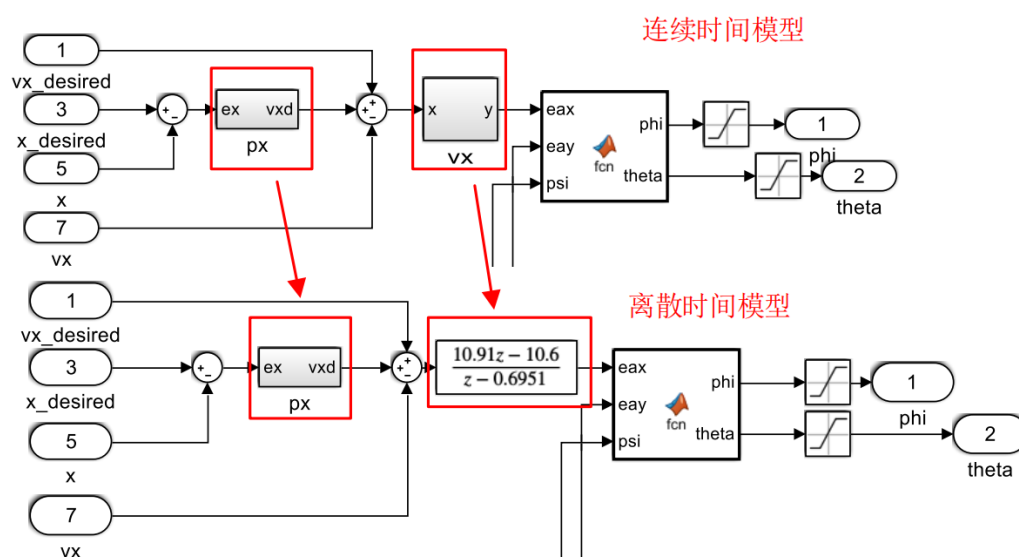 连续时间模型
1
vx_desired
3
x_desired
5
x
7
vx
+
-
ex vxd
px
+
+
-
x y
vx
eax
eay
psi
fcn
phi
theta
1
phi
2
theta
离散时间模型
1
vx_desired
3
x_desired
5
x
7
vx
+
-
ex vxd
px
+
+
-
10.91z − 10.6
z − 0.6951
eax
eay
psi
fcn
phi
theta
1
phi
2
theta